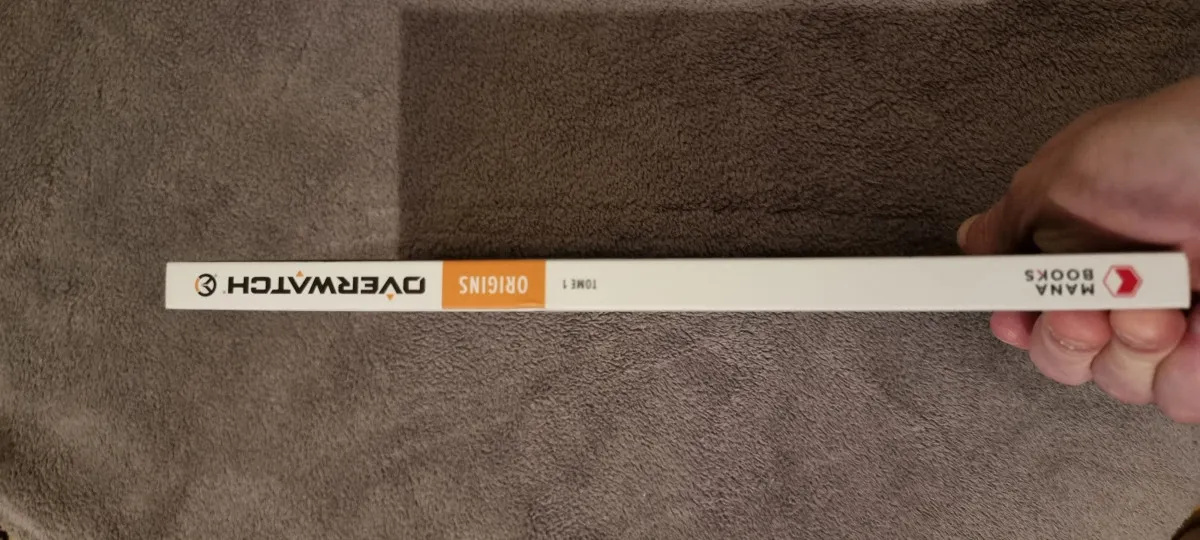 MANA
BOOKS
TOME 1
ORIGINS
OVERWATCH